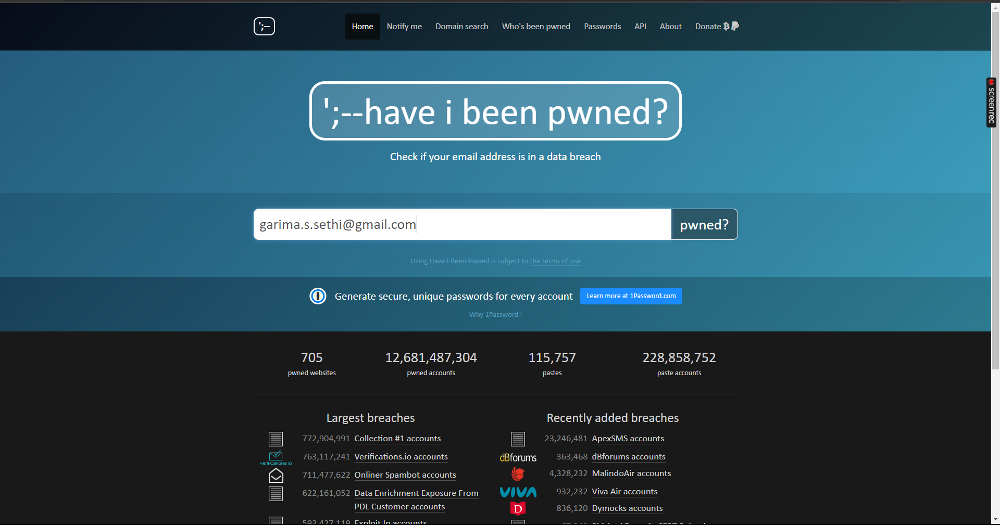 ';--
Home
Notify me
Domain search
Who's been pwned
Passwords
API
About
Donate
';--have i been pwned?
Check if your email address is in a data breach
garima.s.sethi@gmail.com
pwned?
Using Have I Been Pwned is subject to the terms of use
Generate secure, unique passwords for every account
Learn more at 1Password.com
Why 1Password?
705
pwned websites
12,681,487,304
pwned accounts
115,757
pastes
228,858,752
paste accounts
Largest breaches
772,904,991 Collection #1 accounts
verifications io
763,117,241 Verifications.io accounts
711,477,622 Onliner Spambot accounts
622,161,052 Data Enrichment Exposure From
PDL Customer accounts
593,427,119 Exploit.In accounts
Recently added breaches
23,246,481 ApexSMS accounts
dBforums
363,468 dBforums accounts
4,328,232 MalindoAir accounts
VIVA
932,232 Viva Air accounts
D
836,120 Dymocks accounts
screenrec